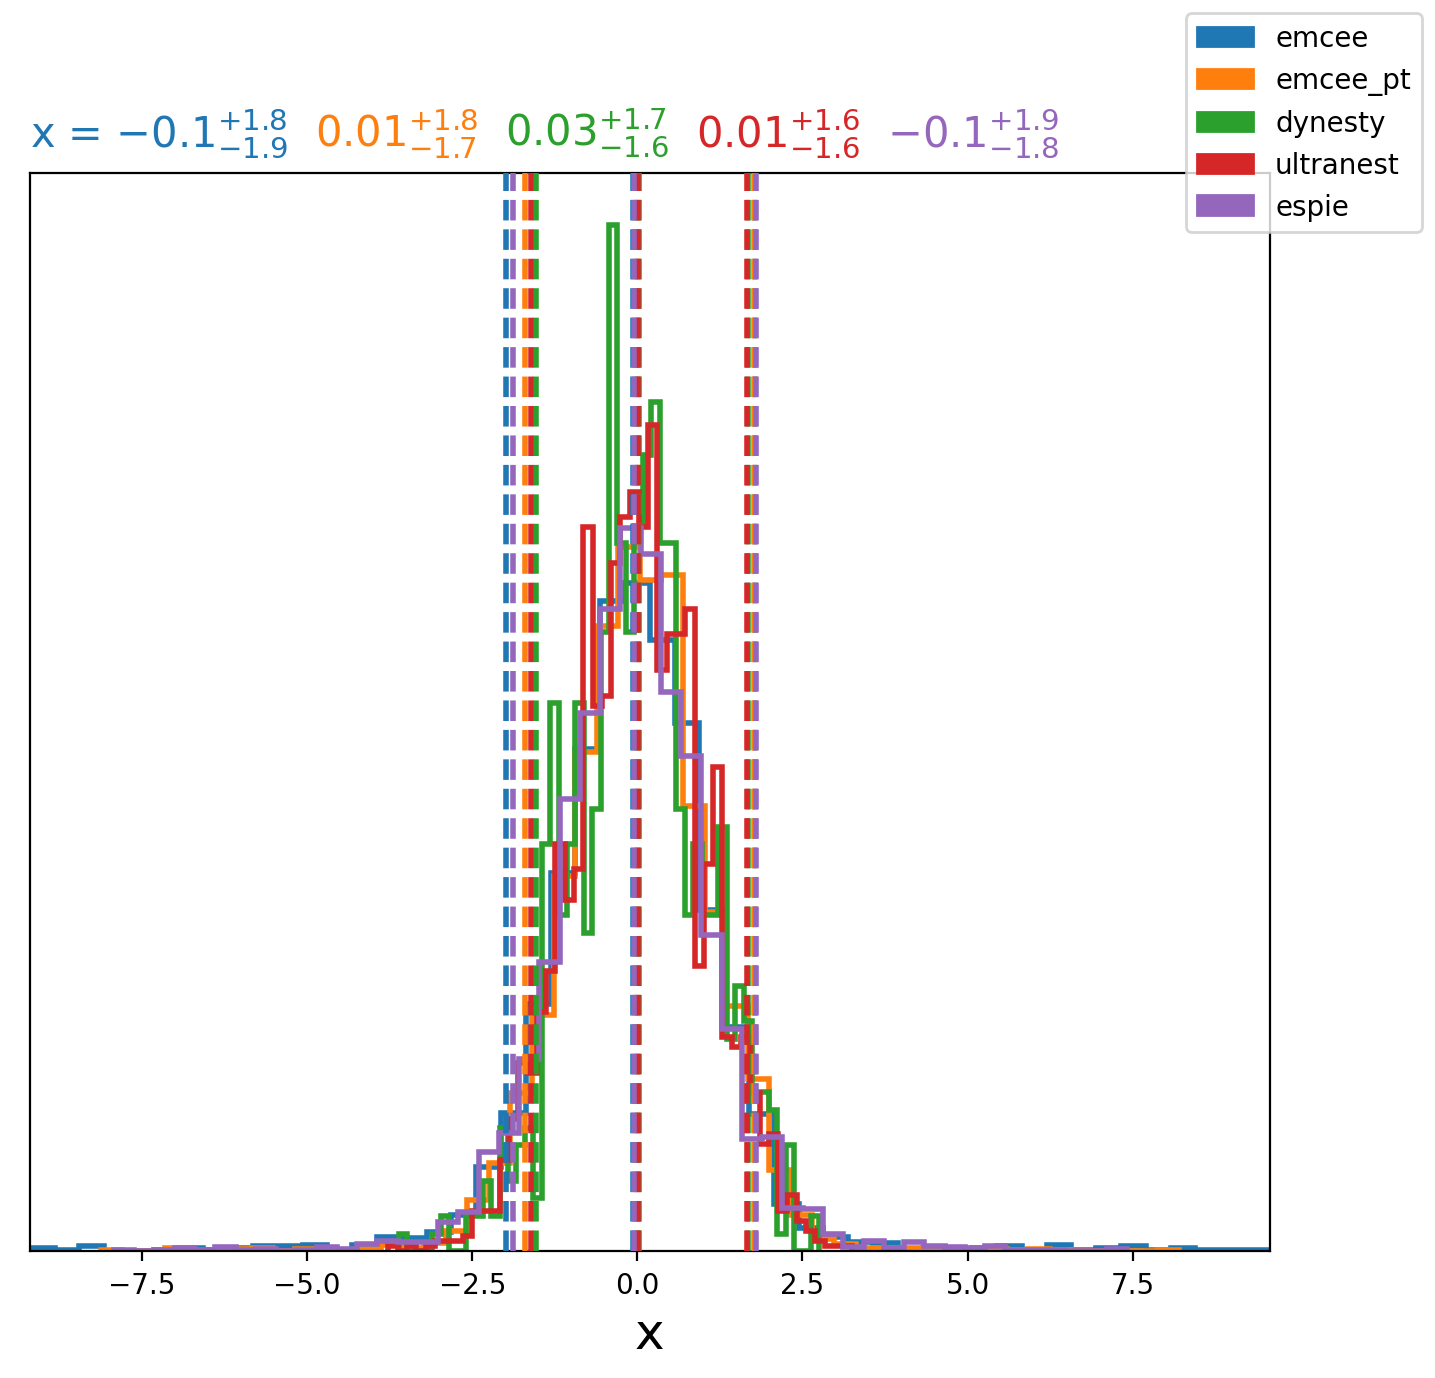 emcee
emcee_pt
dynesty
ultranest
espie
x = −0.1^{+1.8}_{−1.9} 0.01^{+1.8}_{−1.7} 0.03^{+1.7}_{−1.6} 0.01^{+1.6}_{−1.6} −0.1^{+1.9}_{−1.8}
−7.5 −5.0 −2.5 0.0 2.5 5.0 7.5
x